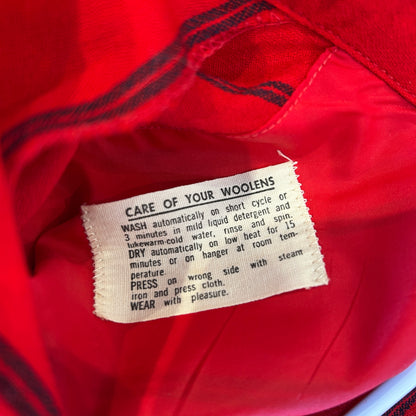 CARE OF YOUR WOOLENS
WASH automatically on short cycle or
3 minutes in mild liquid detergent and
lukewarm-cold water, rinse and spin.
DRY automatically on low heat for 15
minutes or on hanger at room tem-
perature.
PRESS on wrong side with steam
iron and press cloth.
WEAR with pleasure.